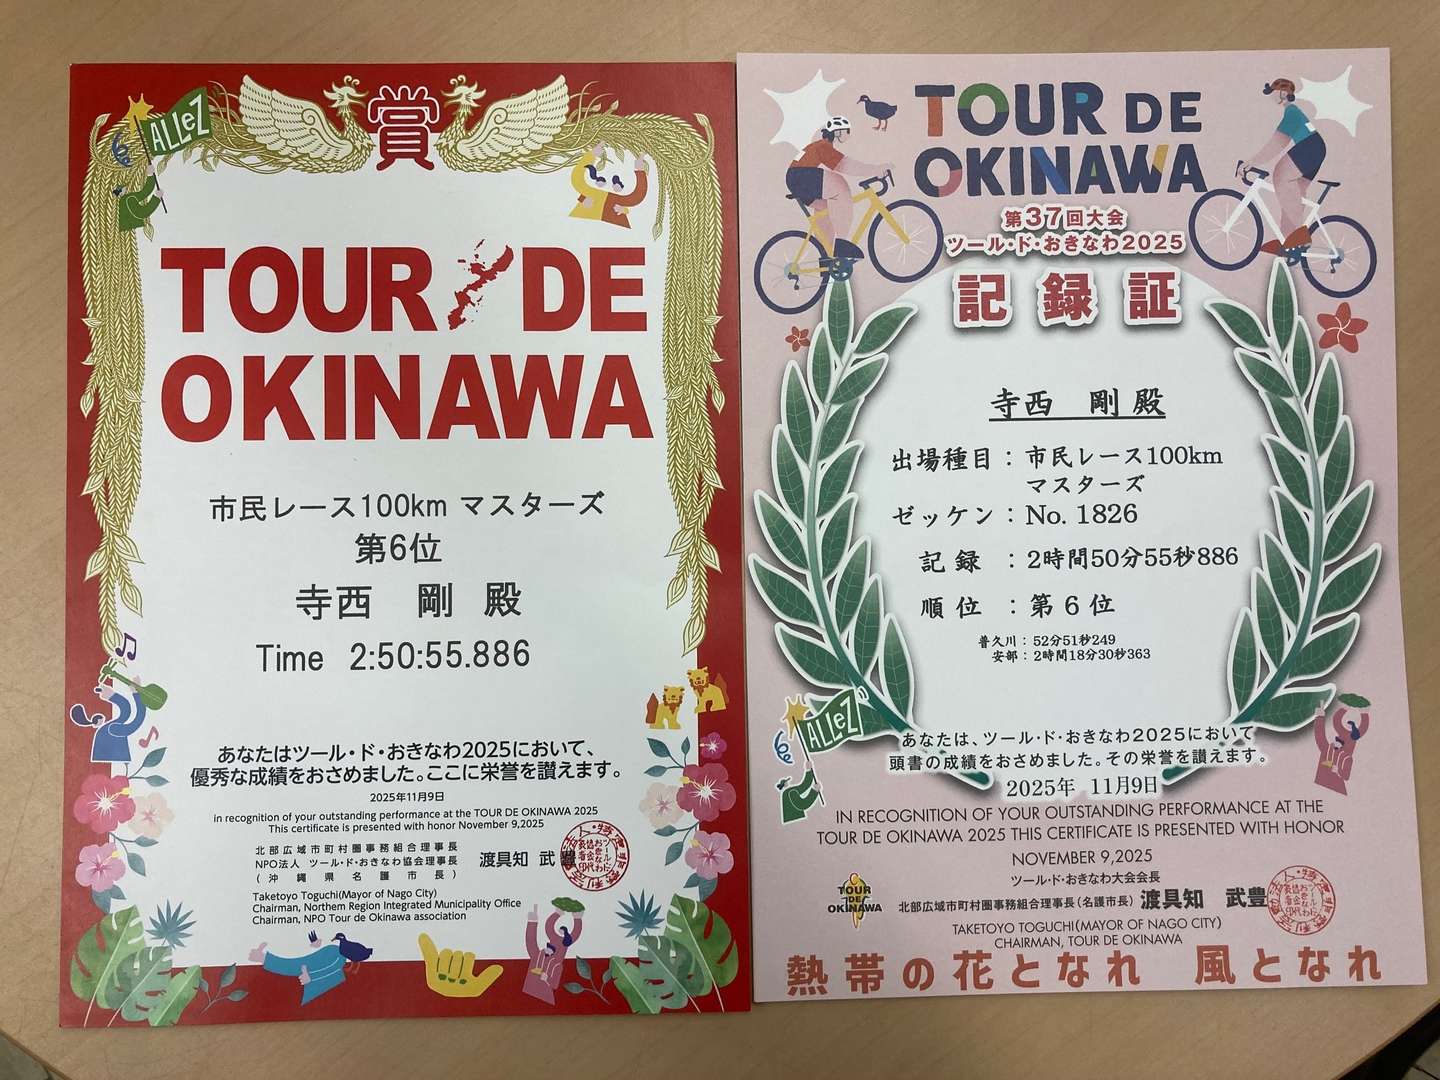 賞
ALLeZ
TOUR DE
OKINAWA
市民レース100km マスターズ
第6位
寺西　剛　殿
Time 2:50:55.886
あなたはツール・ド・おきなわ2025において、
優秀な成績をおさめました。ここに栄誉を讃えます。
2025年11月9日
in recognition of your outstanding performance at the TOUR DE OKINAWA 2025
This certificate is presented with honor November 9,2025
北部広域市町村圏事務組合理事長
NPO法人　ツール・ド・おきなわ協会理事長
(沖縄県名護市長)
渡具知　武豊
Taketoyo Toguchi(Mayor of Nago City)
Chairman, Northern Region Integrated Municipality Office
Chairman, NPO Tour de Okinawa association
TOUR DE
OKINAWA
第37回大会
ツール・ド・おきなわ2025
記録証
寺西　剛 殿
出場種目：市民レース100km
マスターズ
ゼッケン：No. 1826
記録　：2時間50分55秒886
順位　：第6位
普久川：52分51秒249
安部：2時間18分30秒363
ALLeZ
あなたは、ツール・ド・おきなわ2025において
頭書の成績をおさめました。その栄誉を讃えます。
2025年 11月9日
IN RECOGNITION OF YOUR OUTSTANDING PERFORMANCE AT THE
TOUR DE OKINAWA 2025 THIS CERTIFICATE IS PRESENTED WITH HONOR
NOVEMBER 9,2025
ツール・ド・おきなわ大会会長
北部広域市町村圏事務組合理事長(名護市長) 渡具知　武豊
TOUR
DE
OKINAWA
TAKETOYO TOGUCHI(MAYOR OF NAGO CITY)
CHAIRMAN, TOUR DE OKINAWA
熱帯の花となれ　風となれ